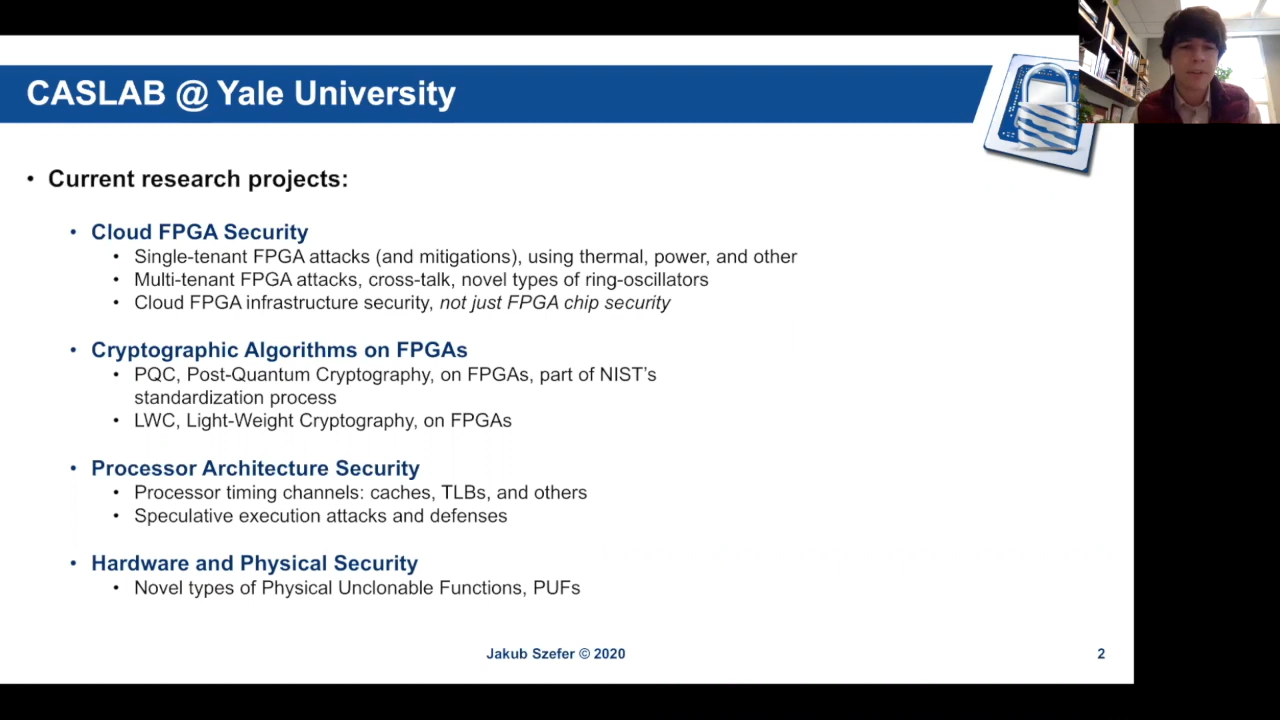 CASLAB @ Yale University
• Current research projects:
• Cloud FPGA Security
• Single-tenant FPGA attacks (and mitigations), using thermal, power, and other
• Multi-tenant FPGA attacks, cross-talk, novel types of ring-oscillators
• Cloud FPGA infrastructure security, not just FPGA chip security
• Cryptographic Algorithms on FPGAs
• PQC, Post-Quantum Cryptography, on FPGAs, part of NIST's
standardization process
• LWC, Light-Weight Cryptography, on FPGAs
• Processor Architecture Security
• Processor timing channels: caches, TLBs, and others
• Speculative execution attacks and defenses
• Hardware and Physical Security
• Novel types of Physical Unclonable Functions, PUFs
Jakub Szefer © 2020
2